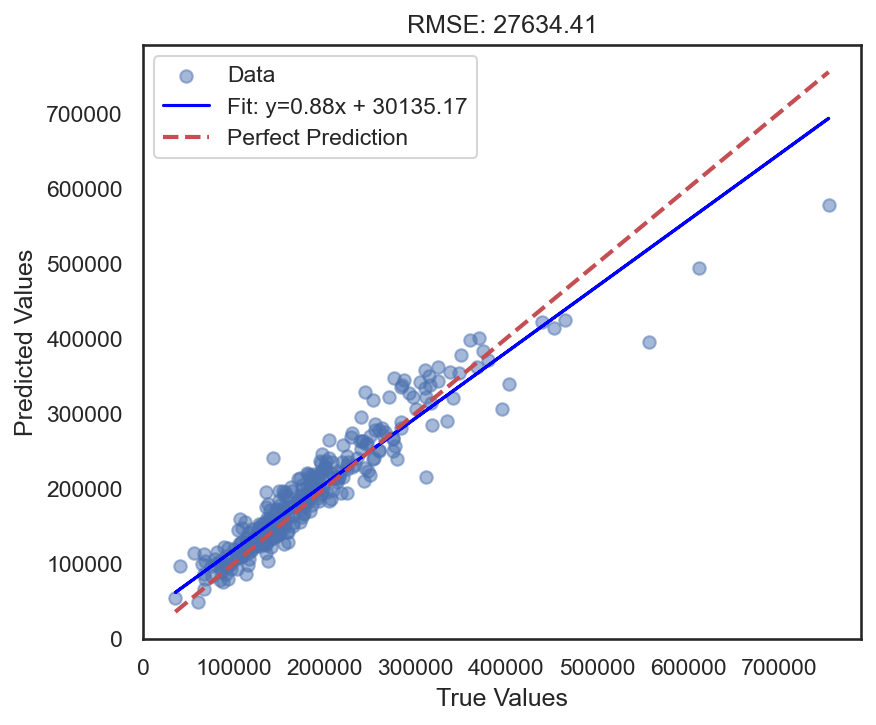 RMSE: 27634.41
Data
Fit: y=0.88x + 30135.17
Perfect Prediction
Predicted Values
700000
600000
500000
400000
300000
200000
100000
0
0 100000 200000 300000 400000 500000 600000 700000
True Values